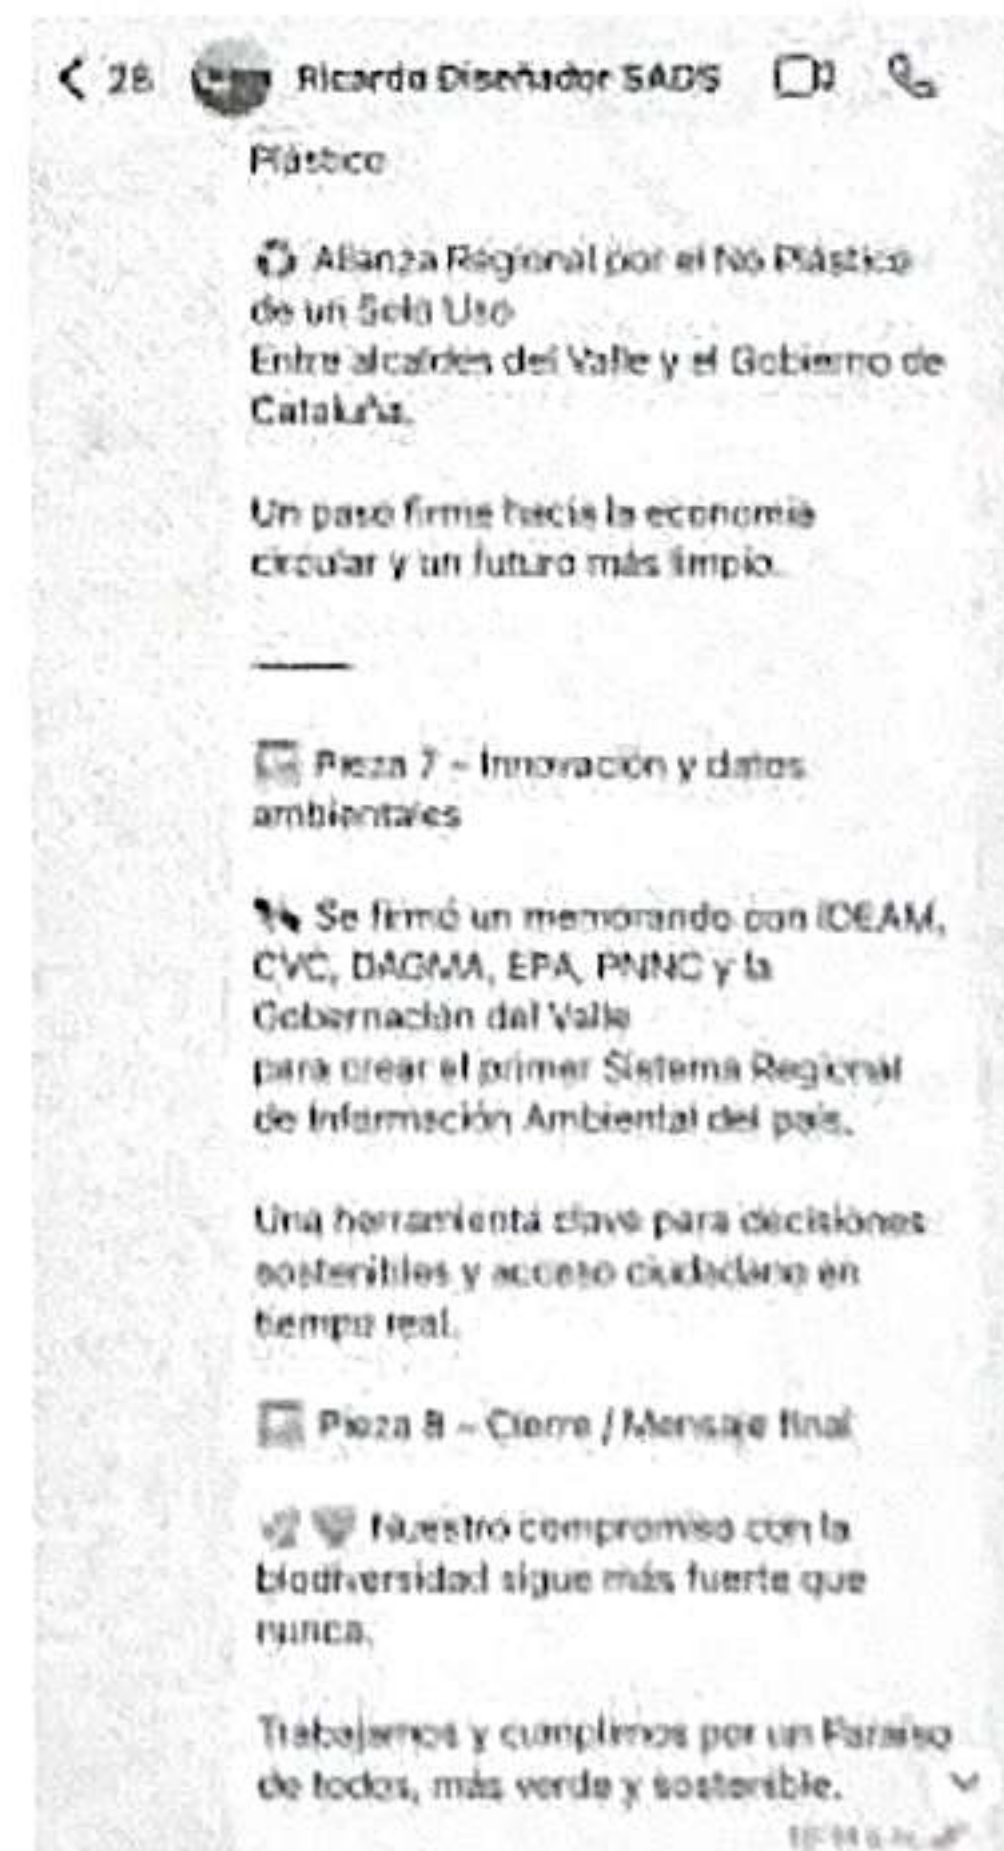 28 Ricardo Diseñador SADS
Plástico
Alianza Regional por el No Plástico
de un Solo Uso
Entre alcaldes del Valle y el Gobierno de
Cataluña.
Un paso firme hacia la economía
circular y un futuro más limpio.
Pieza 7 – Innovación y datos
ambientales
Se firmó un memorando con IDEAM,
CVC, DAGMA, EPA, PNNC y la
Gobernación del Valle
para crear el primer Sistema Regional
de Información Ambiental del país.
Una herramienta clave para decisiones
sostenibles y acceso ciudadano en
tiempo real.
Pieza 8 – Cierre / Mensaje final
Nuestro compromiso con la
biodiversidad sigue más fuerte que
nunca.
Trabajamos y cumplimos por un Paraíso
de todos, más verde y sostenible.